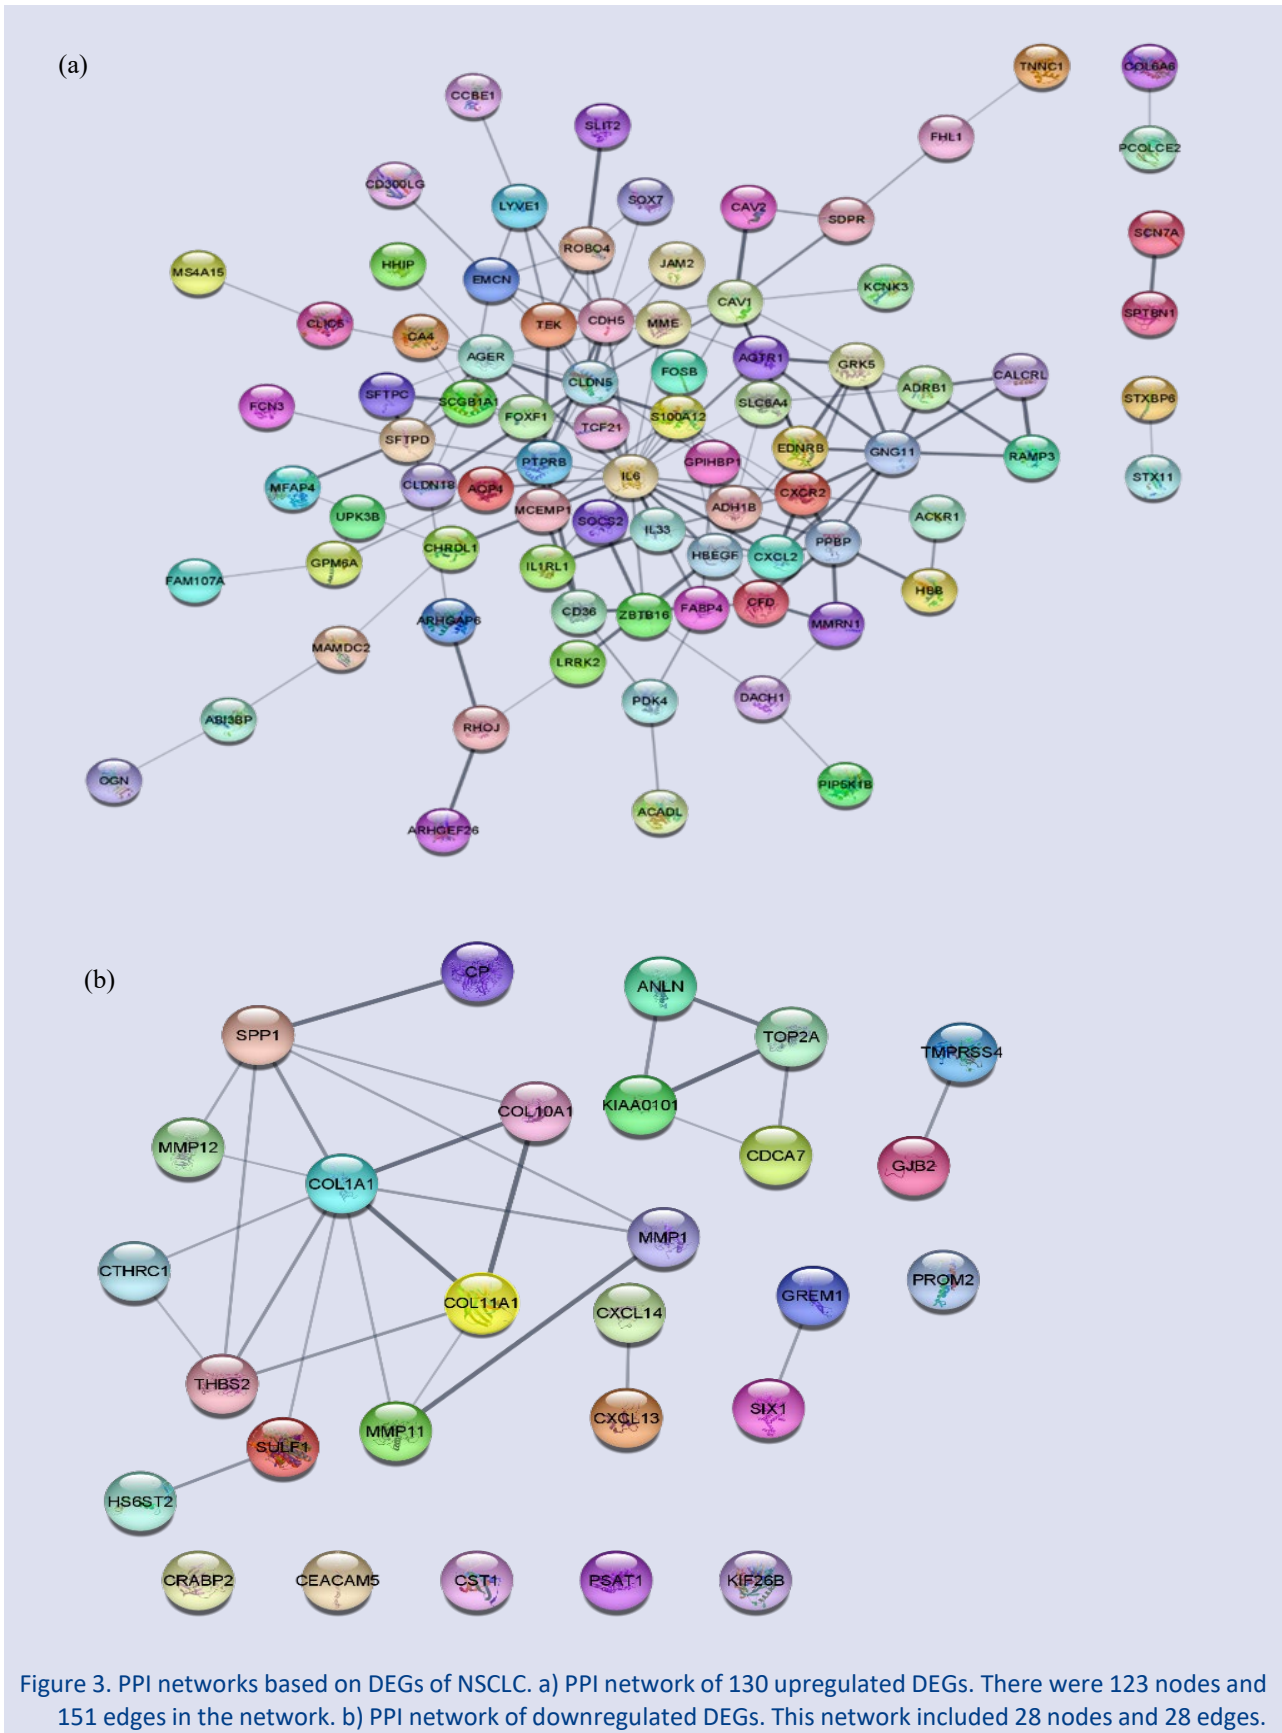 (a)
TNNC1
COL6A6
CCBE1
SLIT2
FHL1
PCOLCE2
CD300LG
LYVE1
SOX7
CAV2
SDPR
SCN7A
ROBO4
MS4A15
HHIP
EMCN
JAM2
CAV1
KCNK3
SPTBN1
CLIC5
CA4
TEK
CDH5
MME
AGER
AGTR1
GRK5
CLDN5
FOSB
ADRB1
CALCRL
SFTPC
SCGB1A1
SLC6A4
STXBP6
FCN3
FOXF1
S100A12
SFTPD
TCF21
EDNRB
GNG11
RAMP3
PTPRB
IL6
GPIHBP1
STX11
MFAP4
CLDN18
AQP4
CXCR2
UPK3B
MCEMP1
SOCS2
IL33
ADH1B
ACKR1
CHRDL1
PPBP
GPM6A
IL1RL1
HBEGF
CXCL2
FAM107A
HBB
ARHGAP6
CD36
ZBTB16
FABP4
CFD
MMRN1
MAMDC2
LRRK2
PDK4
DACH1
ABI3BP
RHOJ
OGN
PIP5K1B
ACADL
ARHGEF26
(b)
CP
ANLN
SPP1
TOP2A
TMPRSS4
COL10A1
KIAA0101
MMP12
CDCA7
GJB2
COL1A1
MMP1
CTHRC1
PROM2
COL11A1
CXCL14
GREM1
THBS2
SIX1
CXCL13
MMP11
SULF1
HS6ST2
CRABP2
CEACAM5
CST1
PSAT1
KIF26B
Figure 3. PPI networks based on DEGs of NSCLC. a) PPI network of 130 upregulated DEGs. There were 123 nodes and
151 edges in the network. b) PPI network of downregulated DEGs. This network included 28 nodes and 28 edges.